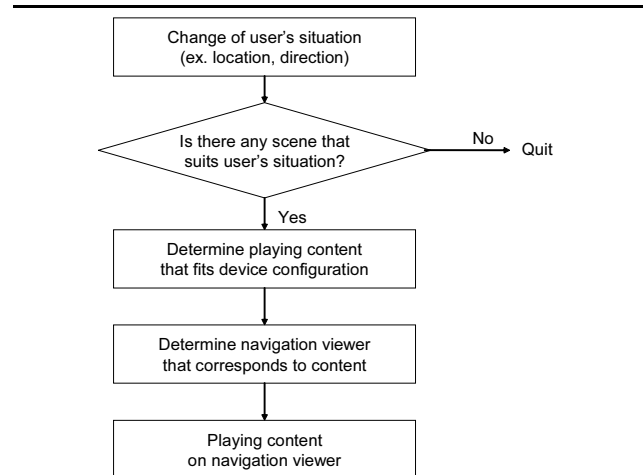 Change of user's situation
(ex. location, direction)
Is there any scene that
suits user's situation?
No
Quit
Yes
Determine playing content
that fits device configuration
Determine navigation viewer
that corresponds to content
Playing content
on navigation viewer